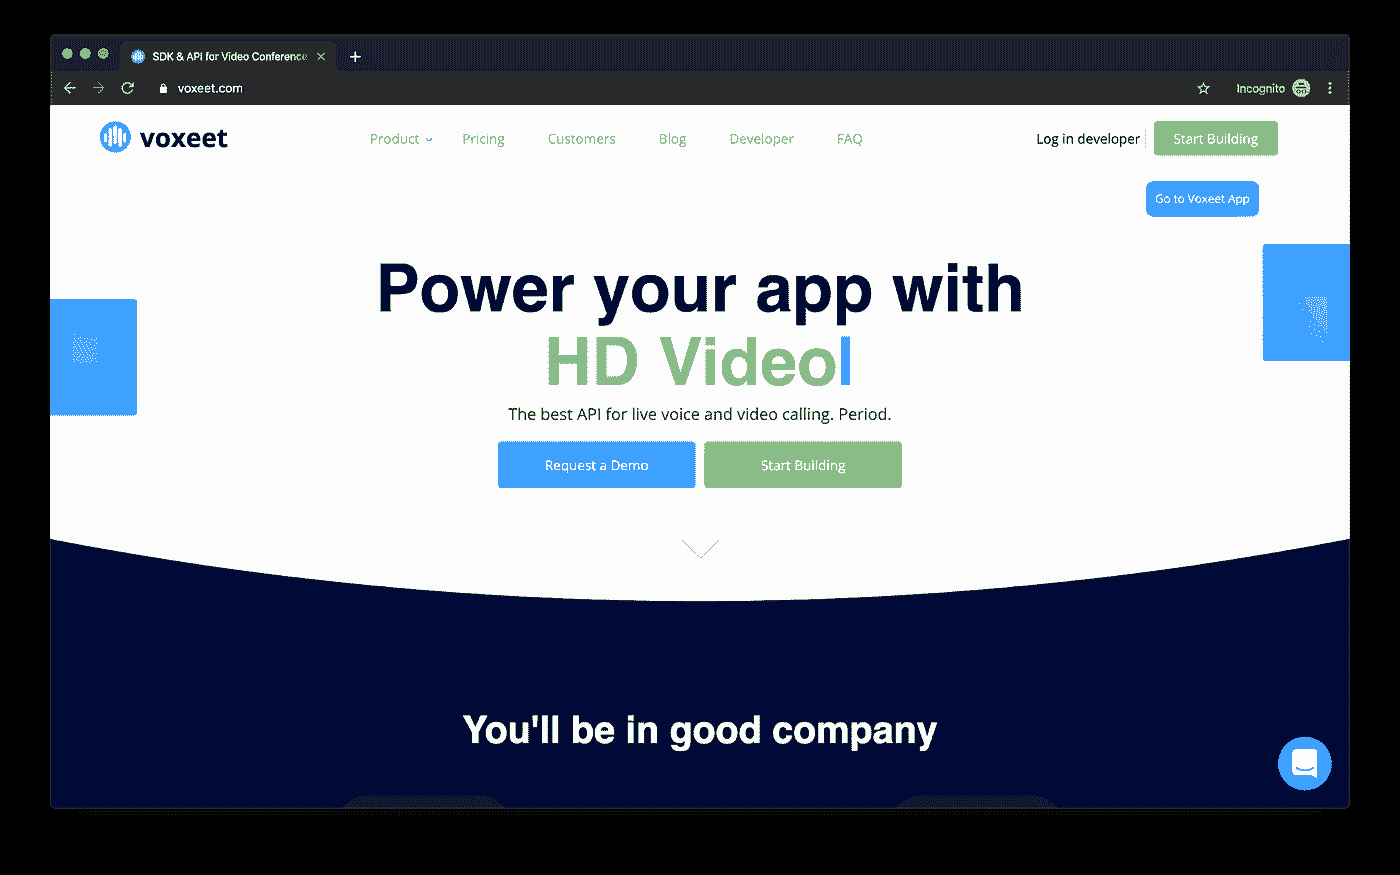 SDK & API for Video Conference
voxeet.com
Incognito
voxeet
Product
Pricing
Customers
Blog
Developer
FAQ
Log in developer
Start Building
Go to Voxeet App
Power your app with
HD Video
The best API for live voice and video calling. Period.
Request a Demo
Start Building
You'll be in good company